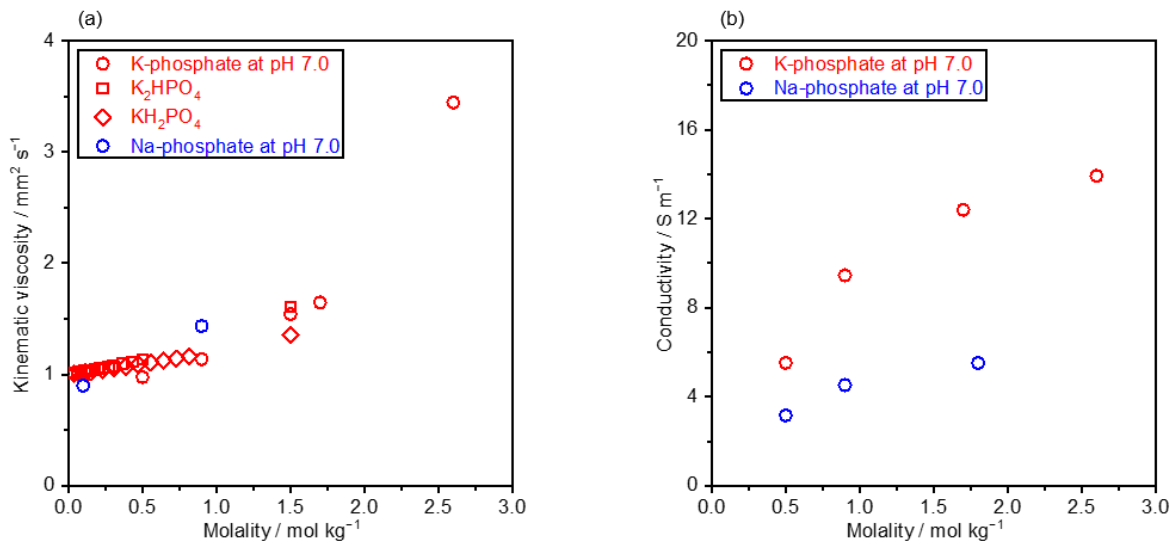 (a)
4
3
2
1
0
Kinematic viscosity / mm² s⁻¹
K-phosphate at pH 7.0
K₂HPO₄
KH₂PO₄
Na-phosphate at pH 7.0
0.0 0.5 1.0 1.5 2.0 2.5 3.0
Molality / mol kg⁻¹
(b)
20
16
12
8
4
0
Conductivity / S m⁻¹
K-phosphate at pH 7.0
Na-phosphate at pH 7.0
0.0 0.5 1.0 1.5 2.0 2.5 3.0
Molality / mol kg⁻¹